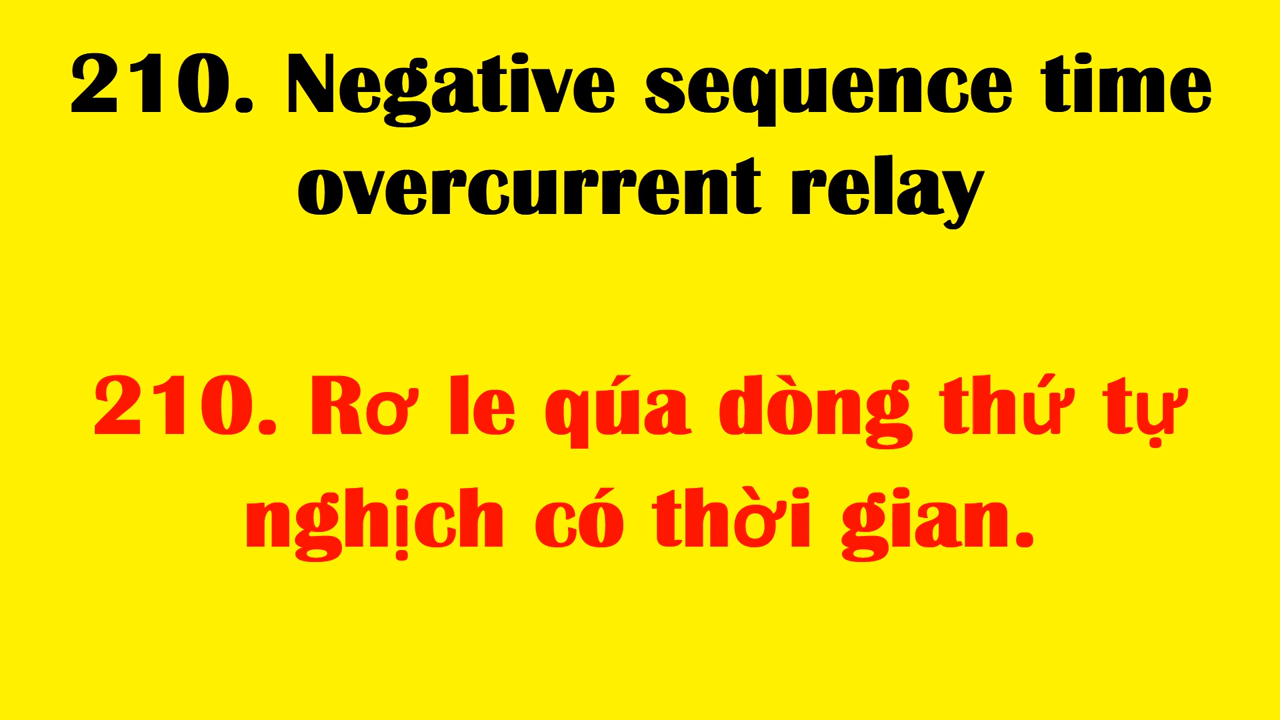 210. Negative sequence time
overcurrent relay
210. Rơ le qúa dòng thứ tự
nghịch có thời gian.